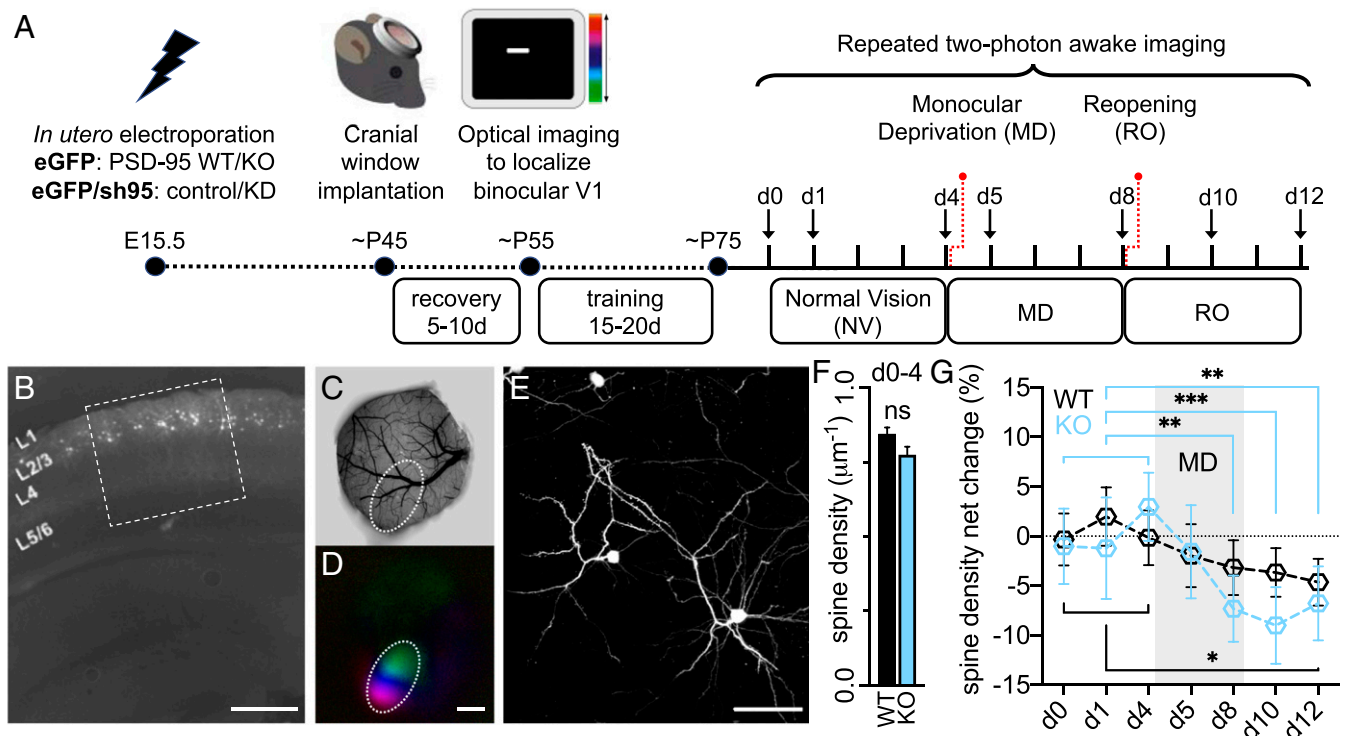 A
Repeated two-photon awake imaging
Monocular
Deprivation (MD)
Reopening
(RO)
In utero electroporation
eGFP: PSD-95 WT/KO
eGFP/sh95: control/KD
Cranial
window
implantation
Optical imaging
to localize
binocular V1
d0 d1 d4 d5 d8 d10 d12
E15.5 ~P45 ~P55 ~P75
recovery
5-10d
training
15-20d
Normal Vision
(NV)
MD
RO
B
L1
L2/3
L4
L5/6
C
D
E
F
d0-4
ns
1.0
0.0
spine density (μm⁻¹)
WT
KO
G
spine density net change (%)
15
10
5
0
-5
-10
-15
WT
KO
MD
**
***
**
*
d0 d1 d4 d5 d8 d10 d12